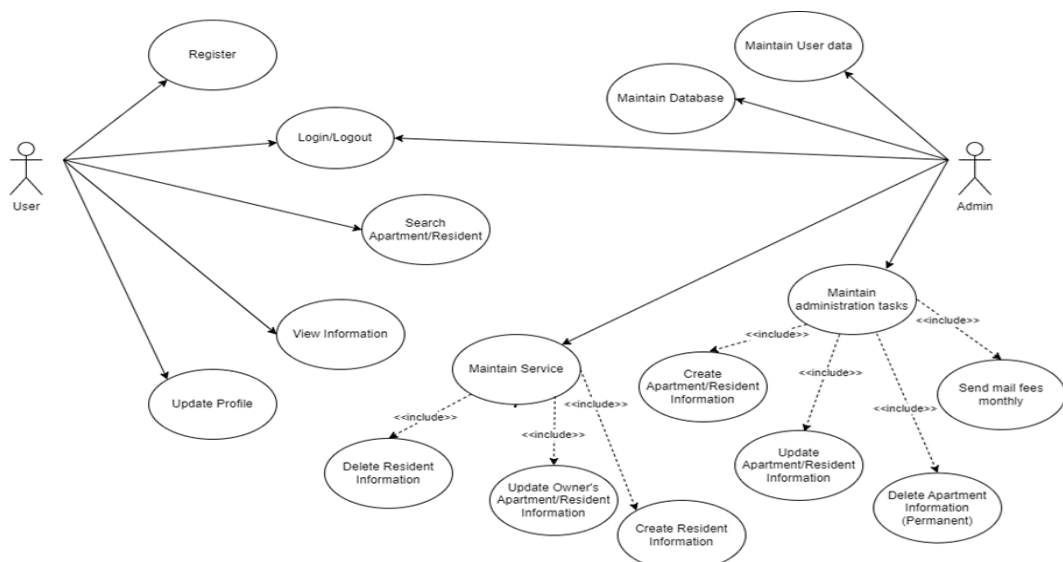 Register
Maintain User data
Maintain Database
Login/Logout
User
Admin
Search
Apartment/Resident
Maintain
administration tasks
View Information
<<include>>
<<include>>
Maintain Service
<<include>>
Create
Apartment/Resident
Information
Send mail fees
monthly
Update Profile
<<include>>
<<include>>
<<include>>
<<include>>
Delete Resident
Information
Update
Apartment/Resident
Information
Update Owner's
Apartment/Resident
Information
Delete Apartment
Information
(Permanent)
Create Resident
Information